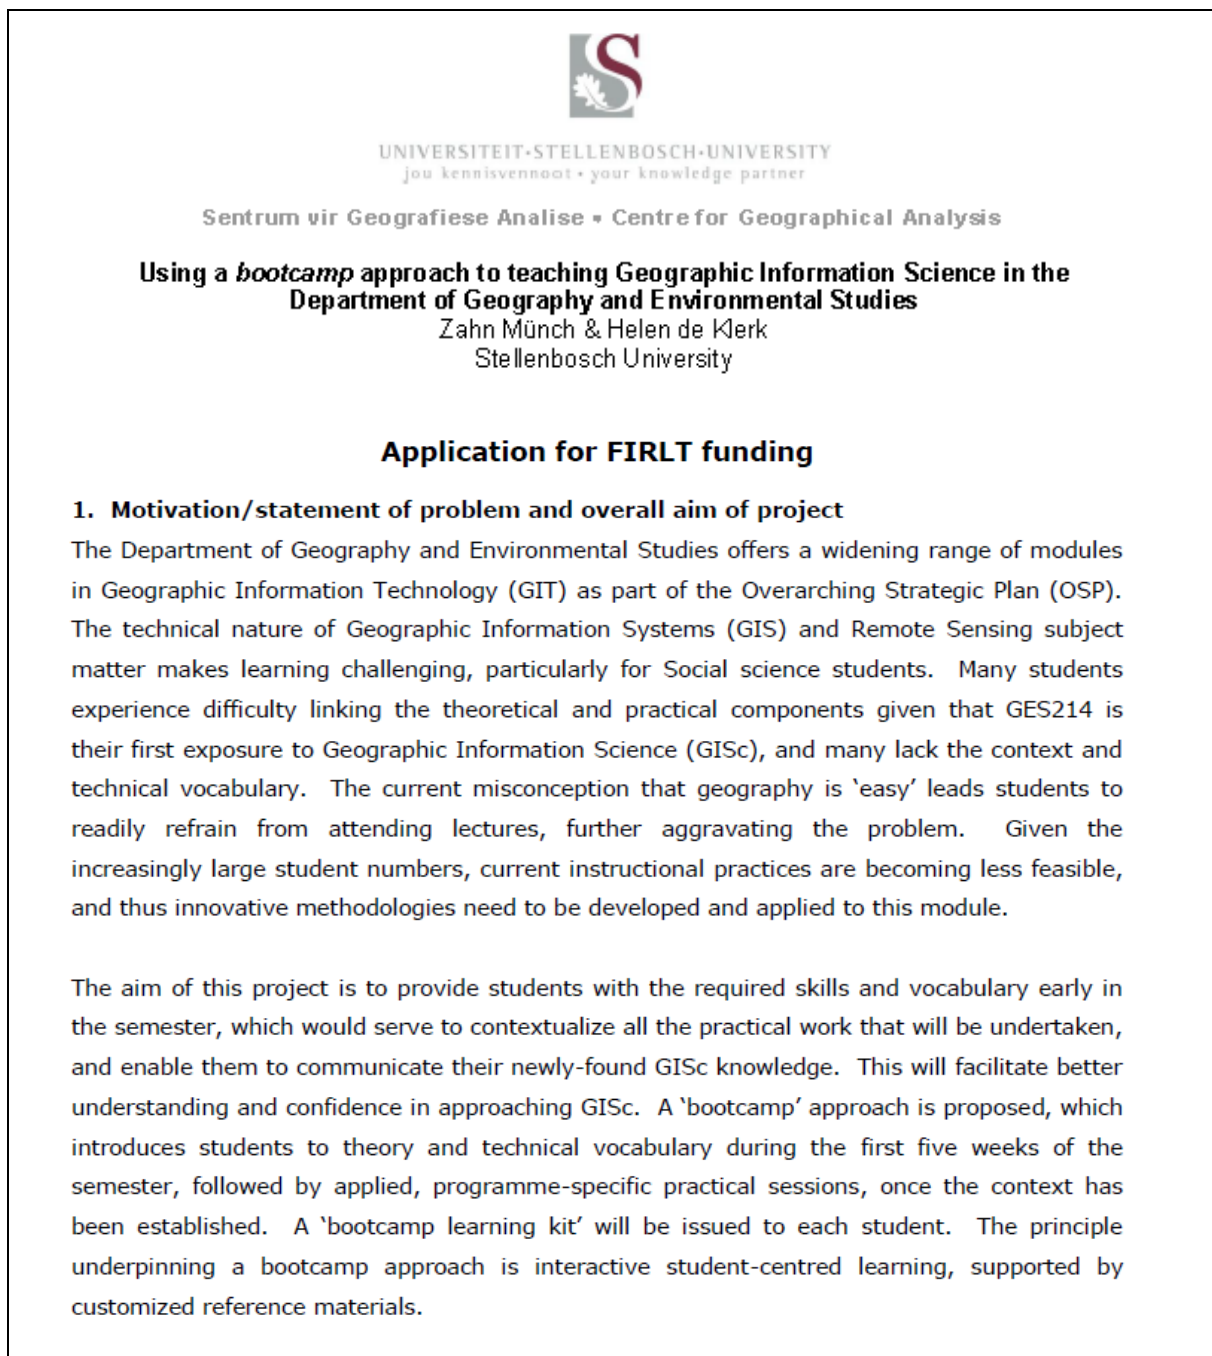 S
UNIVERSITEIT•STELLENBOSCH•UNIVERSITY
jou kennisvennoot • your knowledge partner
Sentrum vir Geografiese Analise • Centre for Geographical Analysis
Using a bootcamp approach to teaching Geographic Information Science in the
Department of Geography and Environmental Studies
Zahn Münch & Helen de Klerk
Stellenbosch University
Application for FIRLT funding
1. Motivation/statement of problem and overall aim of project
The Department of Geography and Environmental Studies offers a widening range of modules
in Geographic Information Technology (GIT) as part of the Overarching Strategic Plan (OSP).
The technical nature of Geographic Information Systems (GIS) and Remote Sensing subject
matter makes learning challenging, particularly for Social science students. Many students
experience difficulty linking the theoretical and practical components given that GES214 is
their first exposure to Geographic Information Science (GISc), and many lack the context and
technical vocabulary. The current misconception that geography is ‘easy’ leads students to
readily refrain from attending lectures, further aggravating the problem. Given the
increasingly large student numbers, current instructional practices are becoming less feasible,
and thus innovative methodologies need to be developed and applied to this module.
The aim of this project is to provide students with the required skills and vocabulary early in
the semester, which would serve to contextualize all the practical work that will be undertaken,
and enable them to communicate their newly-found GISc knowledge. This will facilitate better
understanding and confidence in approaching GISc. A ‘bootcamp’ approach is proposed, which
introduces students to theory and technical vocabulary during the first five weeks of the
semester, followed by applied, programme-specific practical sessions, once the context has
been established. A ‘bootcamp learning kit’ will be issued to each student. The principle
underpinning a bootcamp approach is interactive student-centred learning, supported by
customized reference materials.